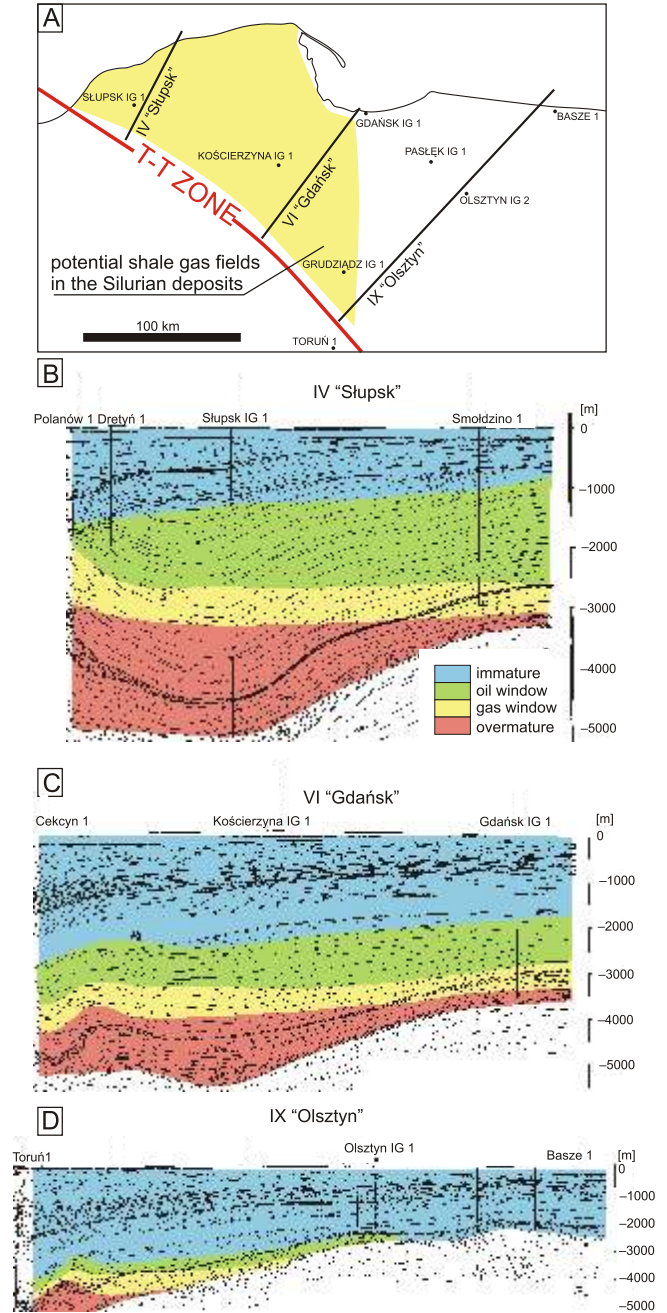 A
SŁUPSK IG 1
IV "Słupsk"
KOŚCIERZYNA IG 1
T-T ZONE
VI "Gdańsk"
GDAŃSK IG 1
BASZE 1
PASŁĘK IG 1
OLSZTYN IG 2
IX "Olsztyn"
potential shale gas fields
in the Silurian deposits
GRUDZIĄDZ IG 1
100 km
TORUŃ 1
B
IV "Słupsk"
Polanów 1 Dretyń 1 Słupsk IG 1 Smołdzino 1 [m]
0
–1000
–2000
–3000
–4000
–5000
immature
oil window
gas window
overmature
C
VI "Gdańsk"
Cekcyn 1 Kościerzyna IG 1 Gdańsk IG 1 [m]
0
–1000
–2000
–3000
–4000
–5000
D
IX "Olsztyn"
Toruń1 Olsztyn IG 1 Basze 1 [m]
0
–1000
–2000
–3000
–4000
–5000